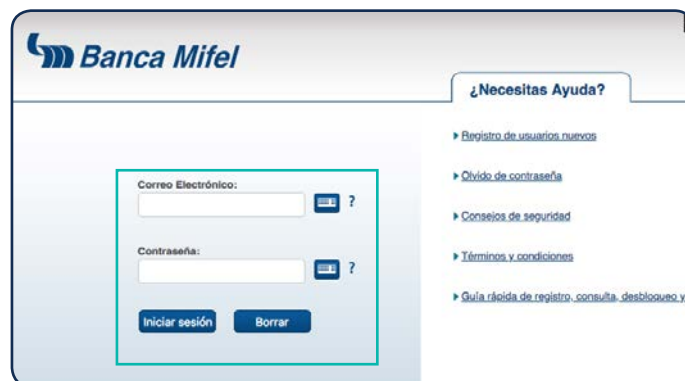 Banca Mifel
¿Necesitas Ayuda?
Registro de usuarios nuevos
Olvido de contraseña
Consejos de seguridad
Términos y condiciones
Guía rápida de registro, consulta, desbloqueo y
Correo Electrónico:
?
Contraseña:
?
Iniciar sesión Borrar